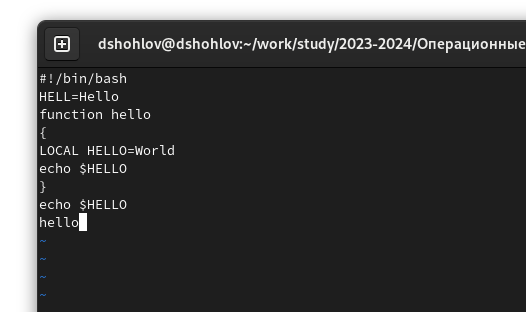 dshohlov@dshohlov:~/work/study/2023-2024/Операционные
#!/bin/bash
HELL=Hello
function hello
{
LOCAL HELLO=World
echo $HELLO
}
echo $HELLO
hello
~
~
~
~